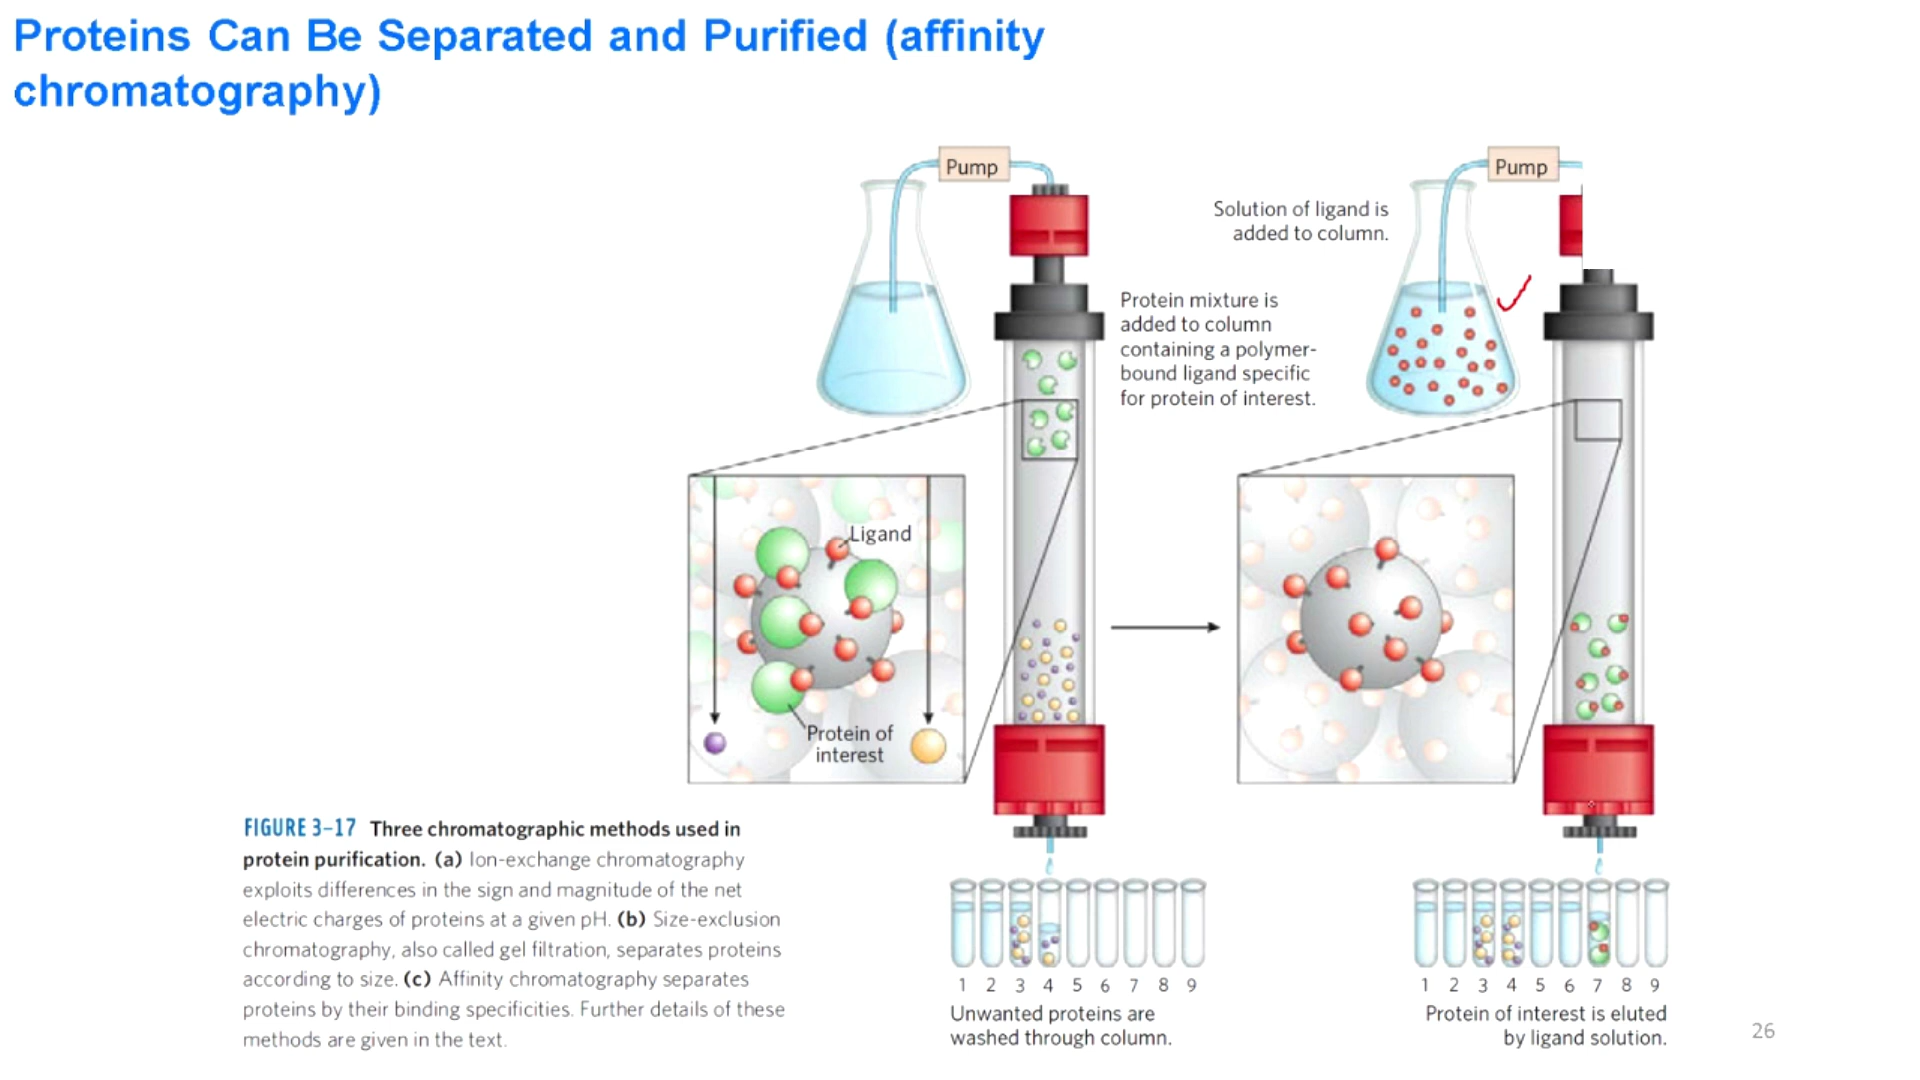 Proteins Can Be Separated and Purified (affinity
chromatography)
Pump
Pump
Solution of ligand is
added to column.
Protein mixture is
added to column
containing a polymer-
bound ligand specific
for protein of interest.
Ligand
Protein of
interest
FIGURE 3–17 Three chromatographic methods used in
protein purification. (a) Ion-exchange chromatography
exploits differences in the sign and magnitude of the net
electric charges of proteins at a given pH. (b) Size-exclusion
chromatography, also called gel filtration, separates proteins
according to size. (c) Affinity chromatography separates
proteins by their binding specificities. Further details of these
methods are given in the text.
1 2 3 4 5 6 7 8 9
Unwanted proteins are
washed through column.
1 2 3 4 5 6 7 8 9
Protein of interest is eluted
by ligand solution.
26